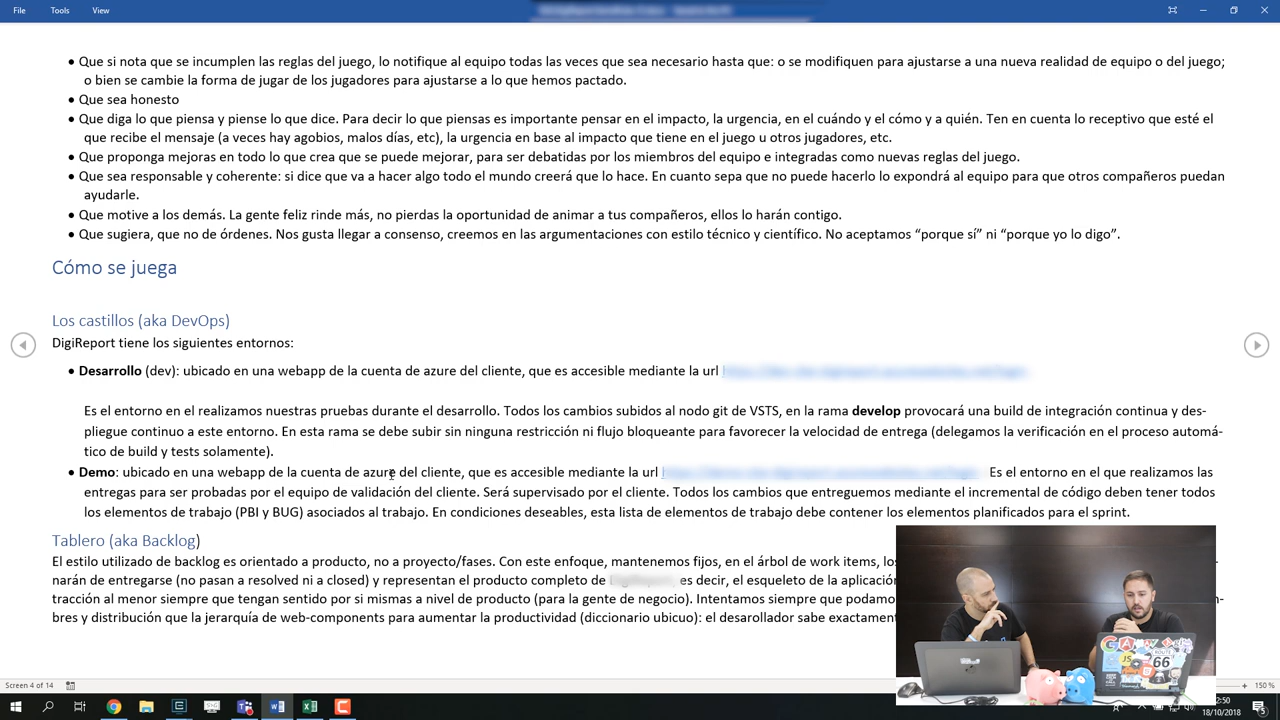 File Tools View
• Que si nota que se incumplen las reglas del juego, lo notifique al equipo todas las veces que sea necesario hasta que: o se modifiquen para ajustarse a una nueva realidad de equipo o del juego;
o bien se cambie la forma de jugar de los jugadores para ajustarse a lo que hemos pactado.
• Que sea honesto
• Que diga lo que piensa y piense lo que dice. Para decir lo que piensas es importante pensar en el impacto, la urgencia, en el cuándo y el cómo y a quién. Ten en cuenta lo receptivo que esté el
que recibe el mensaje (a veces hay agobios, malos días, etc), la urgencia en base al impacto que tiene en el juego u otros jugadores, etc.
• Que proponga mejoras en todo lo que crea que se puede mejorar, para ser debatidas por los miembros del equipo e integradas como nuevas reglas del juego.
• Que sea responsable y coherente: si dice que va a hacer algo todo el mundo creerá que lo hace. En cuanto sepa que no puede hacerlo lo expondrá al equipo para que otros compañeros puedan
ayudarle.
• Que motive a los demás. La gente feliz rinde más, no pierdas la oportunidad de animar a tus compañeros, ellos lo harán contigo.
• Que sugiera, que no de órdenes. Nos gusta llegar a consenso, creemos en las argumentaciones con estilo técnico y científico. No aceptamos “porque sí” ni “porque yo lo digo”.
Cómo se juega
Los castillos (aka DevOps)
DigiReport tiene los siguientes entornos:
• Desarrollo (dev): ubicado en una webapp de la cuenta de azure del cliente, que es accesible mediante la url
Es el entorno en el realizamos nuestras pruebas durante el desarrollo. Todos los cambios subidos al nodo git de VSTS, en la rama develop provocará una build de integración continua y des-
pliegue continuo a este entorno. En esta rama se debe subir sin ninguna restricción ni flujo bloqueante para favorecer la velocidad de entrega (delegamos la verificación en el proceso automá-
tico de build y tests solamente).
• Demo: ubicado en una webapp de la cuenta de azure del cliente, que es accesible mediante la url Es el entorno en el que realizamos las
entregas para ser probadas por el equipo de validación del cliente. Será supervisado por el cliente. Todos los cambios que entreguemos mediante el incremental de código deben tener todos
los elementos de trabajo (PBI y BUG) asociados al trabajo. En condiciones deseables, esta lista de elementos de trabajo debe contener los elementos planificados para el sprint.
Tablero (aka Backlog)
El estilo utilizado de backlog es orientado a producto, no a proyecto/fases. Con este enfoque, mantenemos fijos, en el árbol de work items, los
narán de entregarse (no pasan a resolved ni a closed) y representan el producto completo de es decir, el esqueleto de la aplicación
tracción al menor siempre que tengan sentido por si mismas a nivel de producto (para la gente de negocio). Intentamos siempre que podamo
bres y distribución que la jerarquía de web-components para aumentar la productividad (diccionario ubicuo): el desarollador sabe exactament
GA
JS
ROUTE
66
Screen 4 of 14
150 %
2:50
18/10/2018